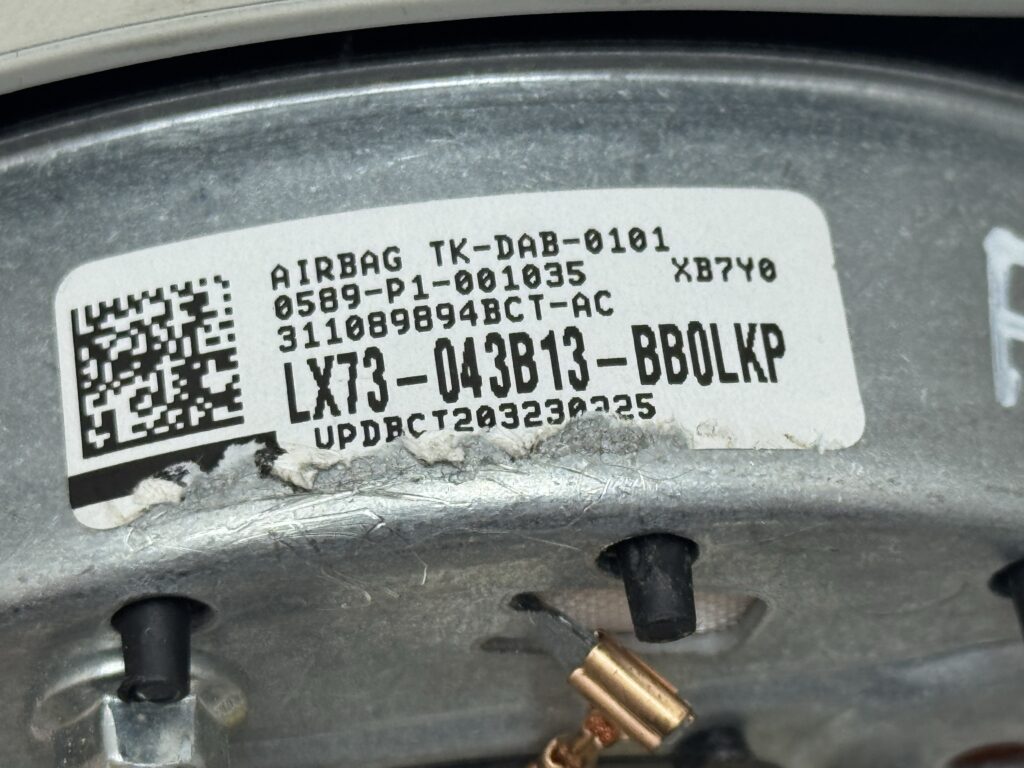 AIRBAG TK-DAB-0101
0589-P1-001035 XB7Y0
311089894BCT-AC
LX73-043B13-BB0LKP